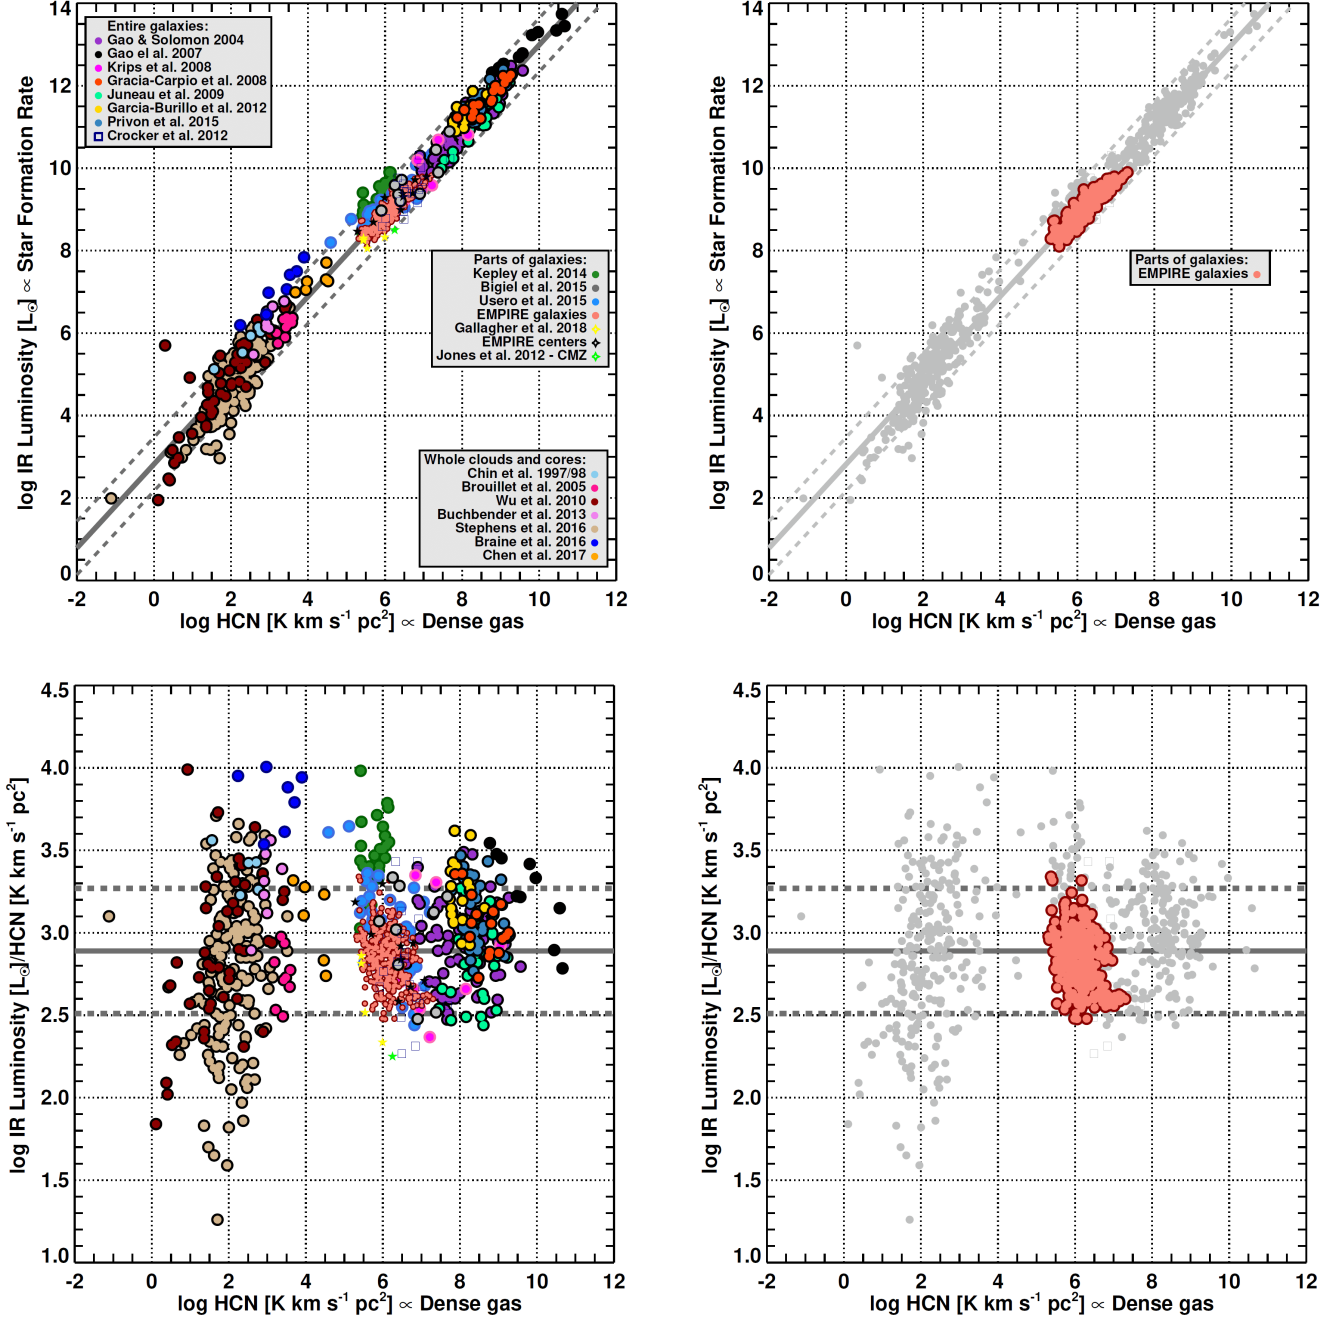 14
12
10
8
6
4
2
0
log IR Luminosity [L☉] ∝ Star Formation Rate
Entire galaxies:
Gao & Solomon 2004
Gao el al. 2007
Krips et al. 2008
Gracia-Carpio et al. 2008
Juneau et al. 2009
Garcia-Burillo et al. 2012
Privon et al. 2015
Crocker et al. 2012
Parts of galaxies:
Kepley et al. 2014
Bigiel et al. 2015
Usero et al. 2015
EMPIRE galaxies
Gallagher et al. 2018
EMPIRE centers
Jones et al. 2012 - CMZ
Whole clouds and cores:
Chin et al. 1997/98
Brouillet et al. 2005
Wu et al. 2010
Buchbender et al. 2013
Stephens et al. 2016
Braine et al. 2016
Chen et al. 2017
-2 0 2 4 6 8 10 12
log HCN [K km s⁻¹ pc²] ∝ Dense gas
14
12
10
8
6
4
2
0
log IR Luminosity [L☉] ∝ Star Formation Rate
Parts of galaxies:
EMPIRE galaxies
-2 0 2 4 6 8 10 12
log HCN [K km s⁻¹ pc²] ∝ Dense gas
4.5
4.0
3.5
3.0
2.5
2.0
1.5
1.0
log IR Luminosity [L☉]/HCN [K km s⁻¹ pc²]
-2 0 2 4 6 8 10 12
log HCN [K km s⁻¹ pc²] ∝ Dense gas
4.5
4.0
3.5
3.0
2.5
2.0
1.5
1.0
log IR Luminosity [L☉]/HCN [K km s⁻¹ pc²]
-2 0 2 4 6 8 10 12
log HCN [K km s⁻¹ pc²] ∝ Dense gas